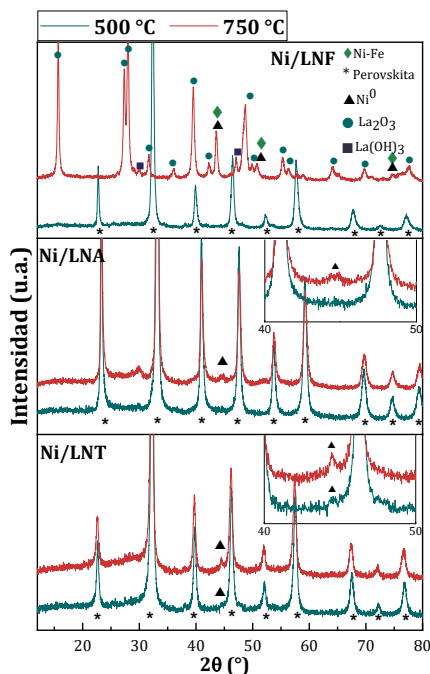 500 °C 750 °C
Ni/LNF
Ni-Fe
* Perovskita
Ni⁰
La₂O₃
La(OH)₃
* * * * * * * * *
Ni/LNA
40 50
* * * * * * * * *
Ni/LNT
40 50
* * * * * * * * *
Intensidad (u.a.)
20 30 40 50 60 70 80
2θ (°)